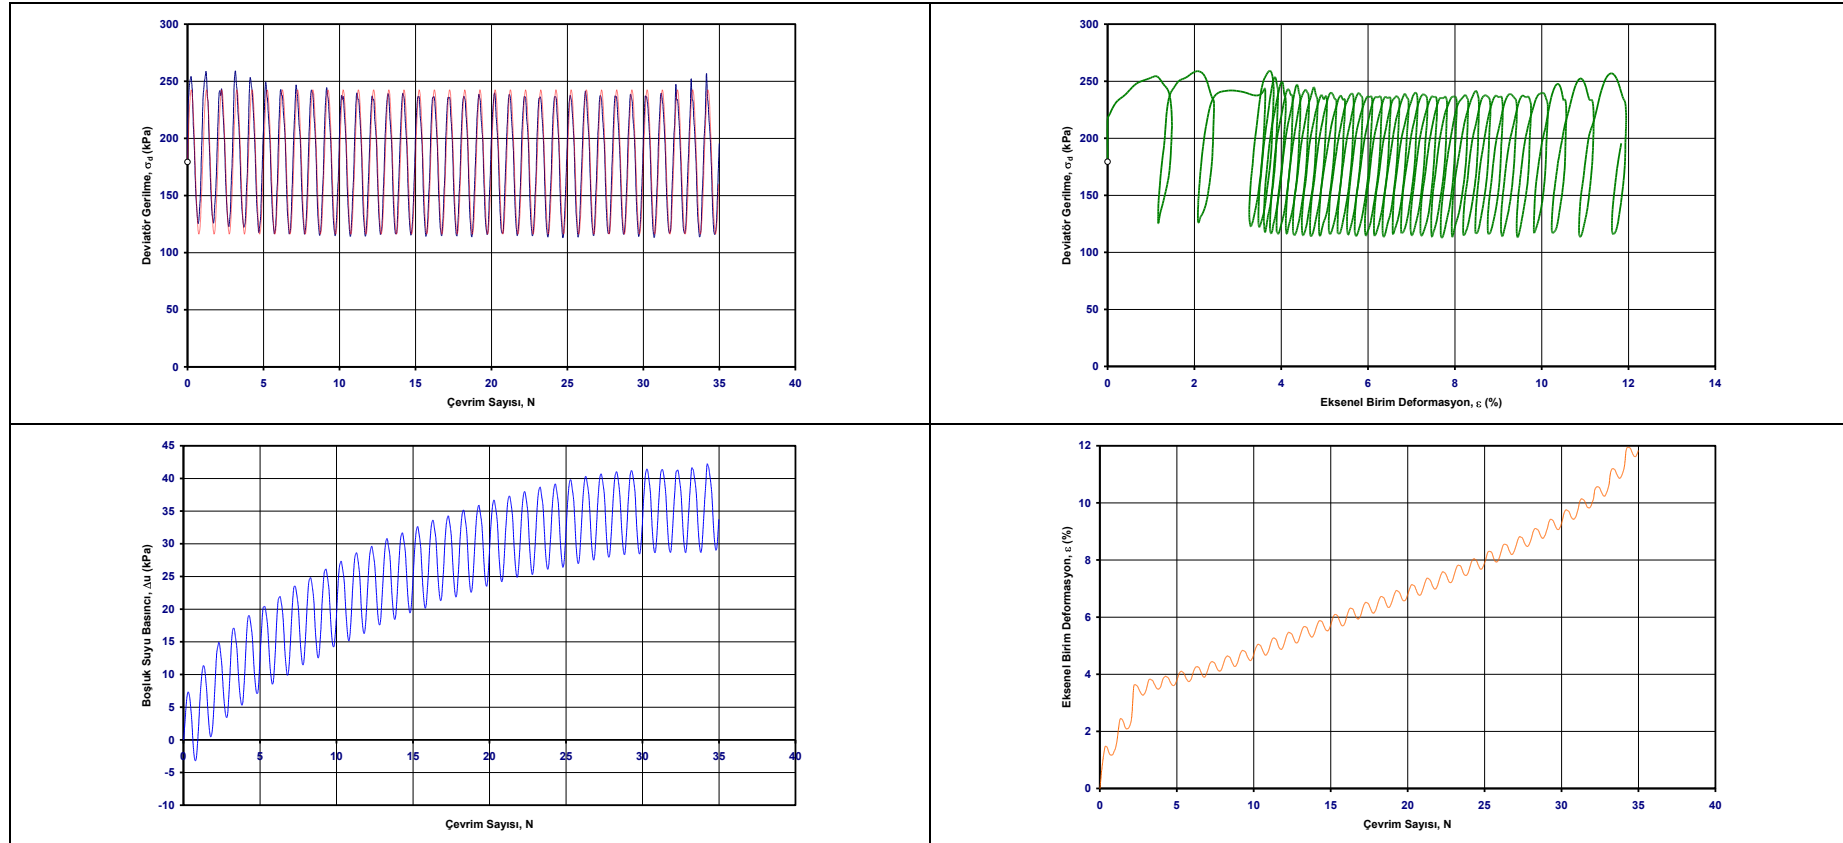 300
250
200
150
100
50
0
0 5 10 15 20 25 30 35 40
Deviatör Gerilme, σd (kPa)
Çevrim Sayısı, N
300
250
200
150
100
50
0
0 2 4 6 8 10 12 14
Deviatör Gerilme, σd (kPa)
Eksenel Birim Deformasyon, ε (%)
45
40
35
30
25
20
15
10
5
0
-5
-10
0 5 10 15 20 25 30 35 40
Boşluk Suyu Basıncı, Δu (kPa)
Çevrim Sayısı, N
12
10
8
6
4
2
0
0 5 10 15 20 25 30 35 40
Eksenel Birim Deformasyon, ε (%)
Çevrim Sayısı, N